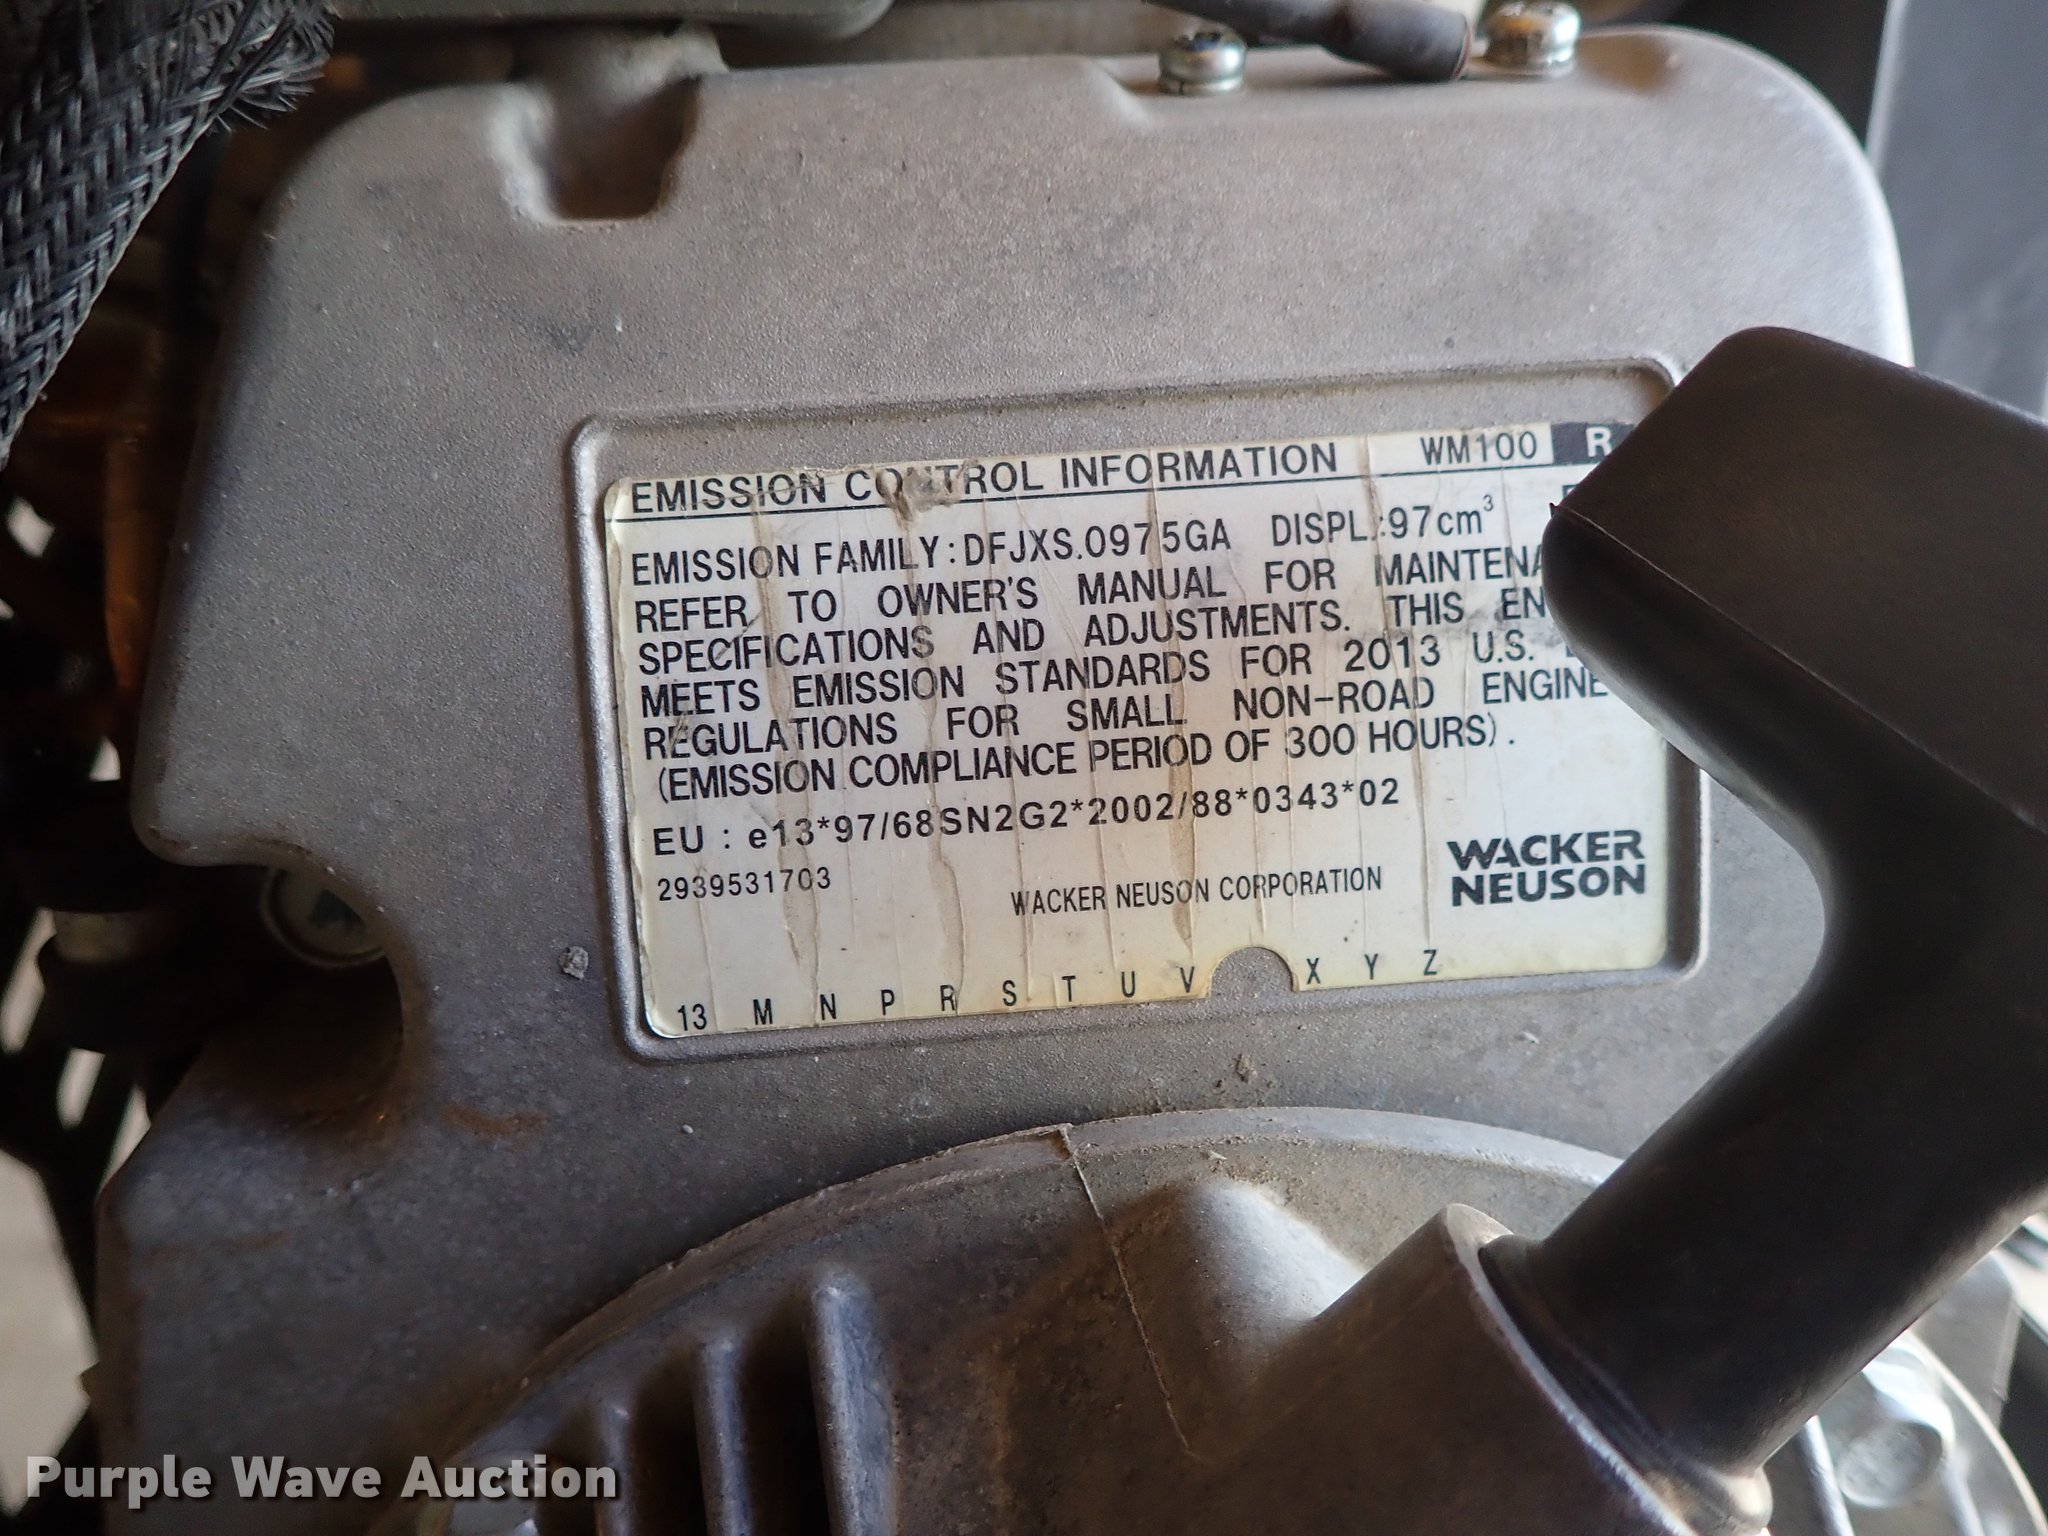 EMISSION CONTROL INFORMATION WM100 R
EMISSION FAMILY: DFJXS.0975GA DISPL.:97cm³
REFER TO OWNER'S MANUAL FOR
SPECIFICATIONS AND ADJUSTMENTS. THIS
MEETS EMISSION STANDARDS FOR 2013 U.S.
REGULATIONS FOR SMALL NON-ROAD ENGINE
(EMISSION COMPLIANCE PERIOD OF 300 HOURS).
EU : e13*97/68SN2G2*2002/88*0343*02
2939531703 WACKER NEUSON CORPORATION
WACKER
NEUSON
13 M N P R S T U V X Y Z
Purple Wave Auction